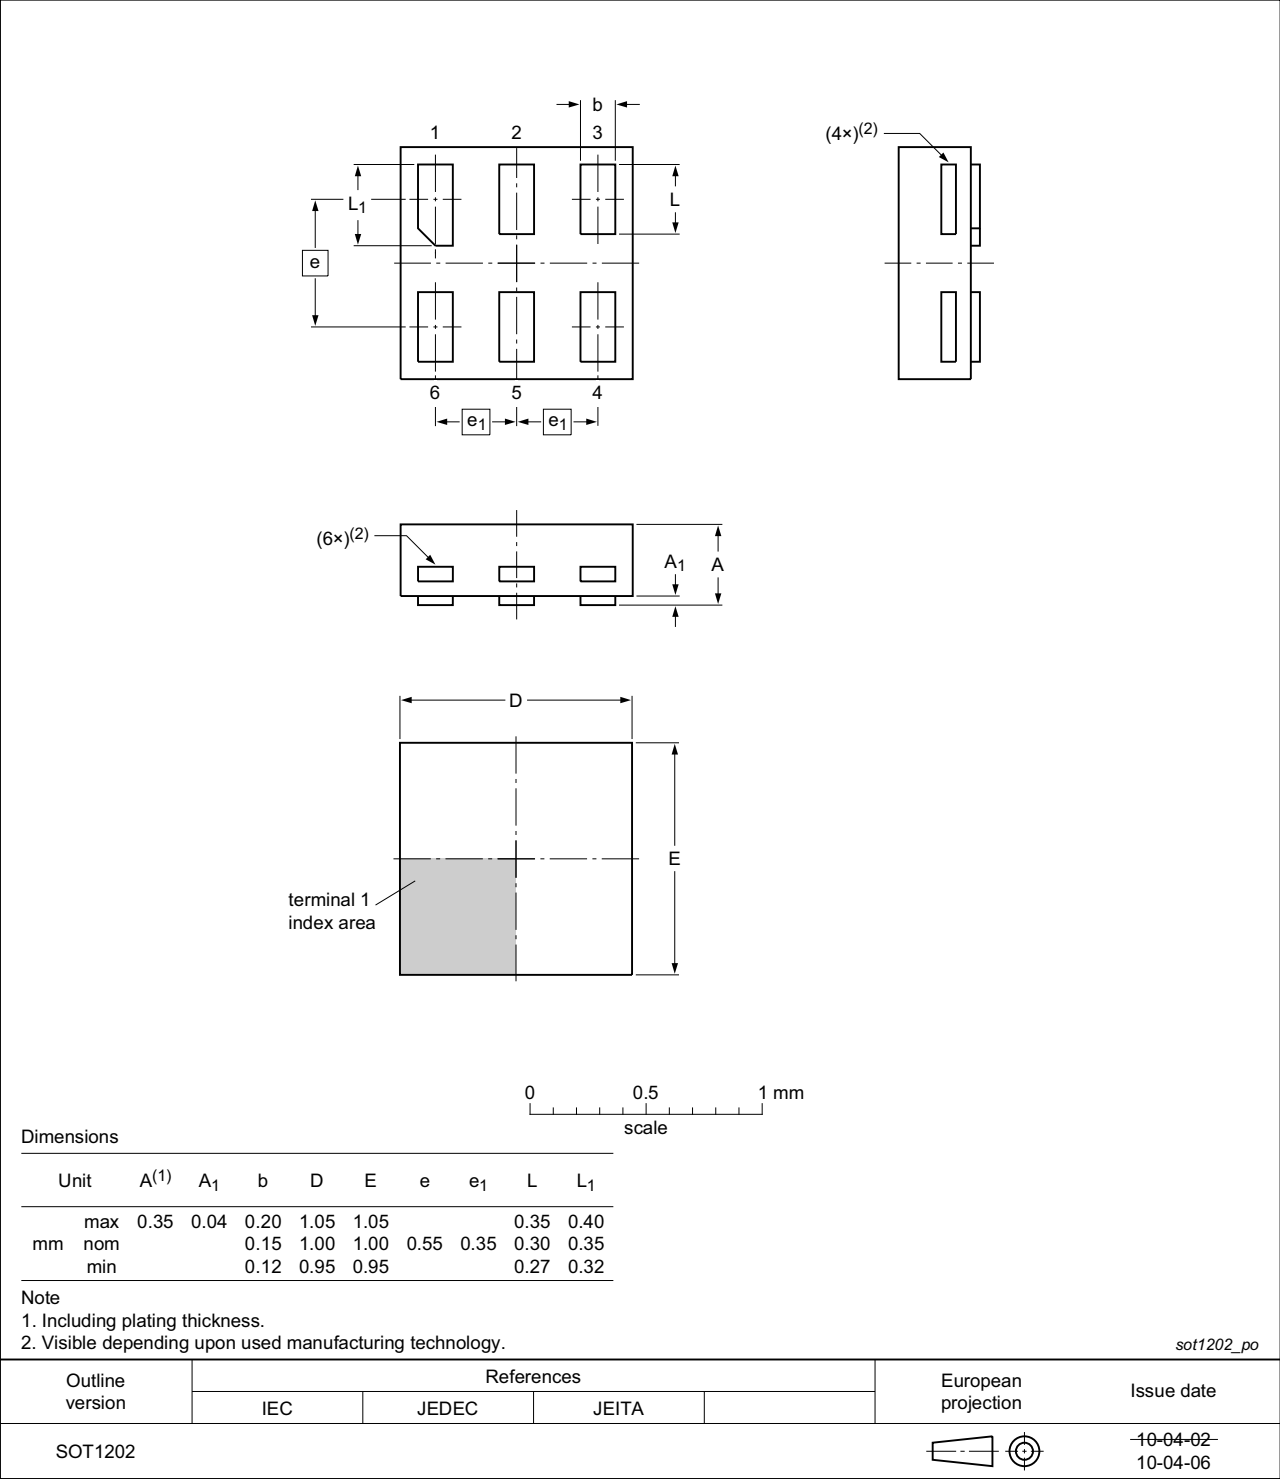 b
1 2 3
(4×)(2)
L1
L
e
6 5 4
e1 e1
(6×)(2)
A1 A
D
E
terminal 1
index area
0 0.5 1 mm
scale
Dimensions
Unit A(1) A1 b D E e e1 L L1
max 0.35 0.04 0.20 1.05 1.05 0.35 0.40
mm nom 0.15 1.00 1.00 0.55 0.35 0.30 0.35
min 0.12 0.95 0.95 0.27 0.32
Note
1. Including plating thickness.
2. Visible depending upon used manufacturing technology.
sot1202_po
Outline
version
References
IEC JEDEC JEITA
European
projection
Issue date
SOT1202
10-04-02
10-04-06